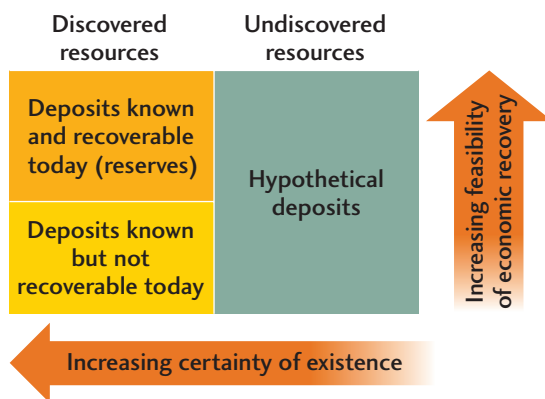 Discovered
resources
Undiscovered
resources
Deposits known
and recoverable
today (reserves)
Deposits known
but not
recoverable today
Hypothetical
deposits
Increasing feasibility
of economic recovery
Increasing certainty of existence